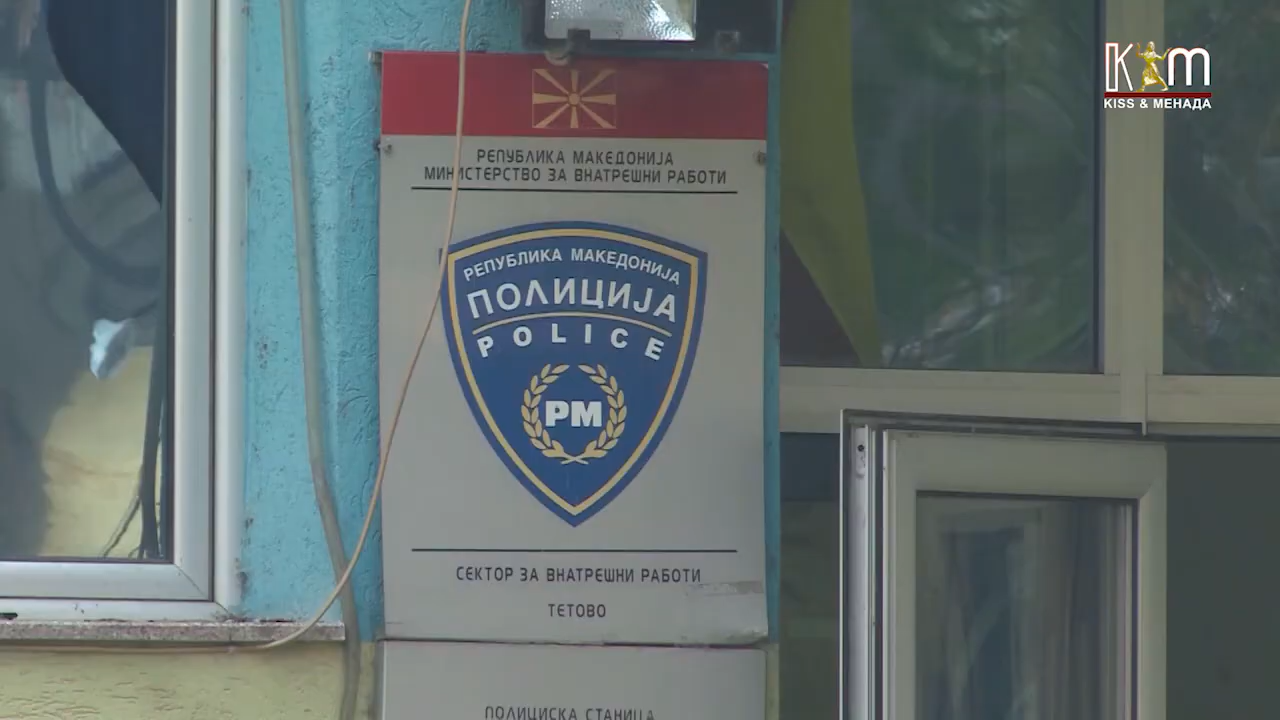 KM
KISS & МЕНАДА
РЕПУБЛИКА МАКЕДОНИЈА
МИНИСТЕРСТВО ЗА ВНАТРЕШНИ РАБОТИ
РЕПУБЛИКА МАКЕДОНИЈА
ПОЛИЦИЈА
POLICE
РМ
СЕКТОР ЗА ВНАТРЕШНИ РАБОТИ
ТЕТОВО
ПОЛИЦИСКА СТАНИЦА